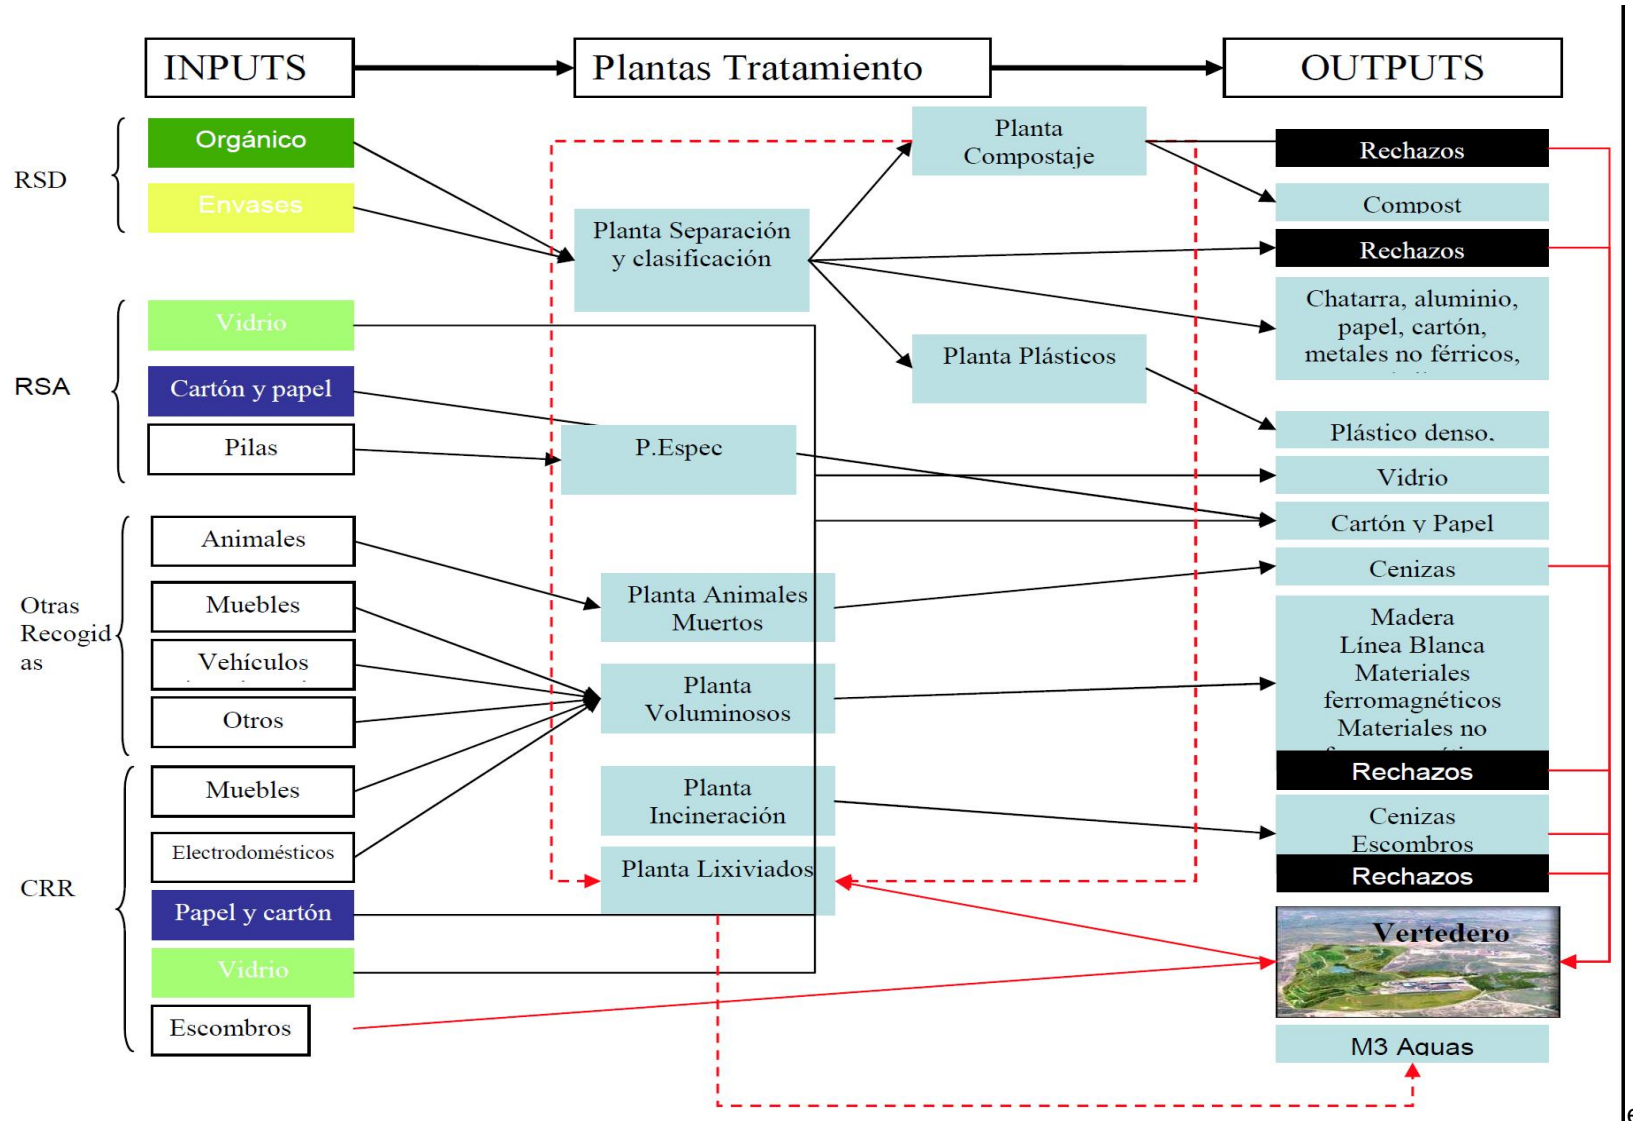 INPUTS
Plantas Tratamiento
OUTPUTS
RSD
Orgánico
Envases
RSA
Vidrio
Cartón y papel
Pilas
Otras
Recogid
as
Animales
Muebles
Vehículos
Otros
CRR
Muebles
Electrodomésticos
Papel y cartón
Vidrio
Escombros
Planta Separación
y clasificación
Planta
Compostaje
Planta Plásticos
P.Espec
Planta Animales
Muertos
Planta
Voluminosos
Planta
Incineración
Planta Lixiviados
Rechazos
Compost
Rechazos
Chatarra, aluminio,
papel, cartón,
metales no férricos,
Plástico denso,
Vidrio
Cartón y Papel
Cenizas
Madera
Línea Blanca
Materiales
ferromagnéticos
Materiales no
Rechazos
Cenizas
Escombros
Rechazos
Vertedero
M3 Aguas
e